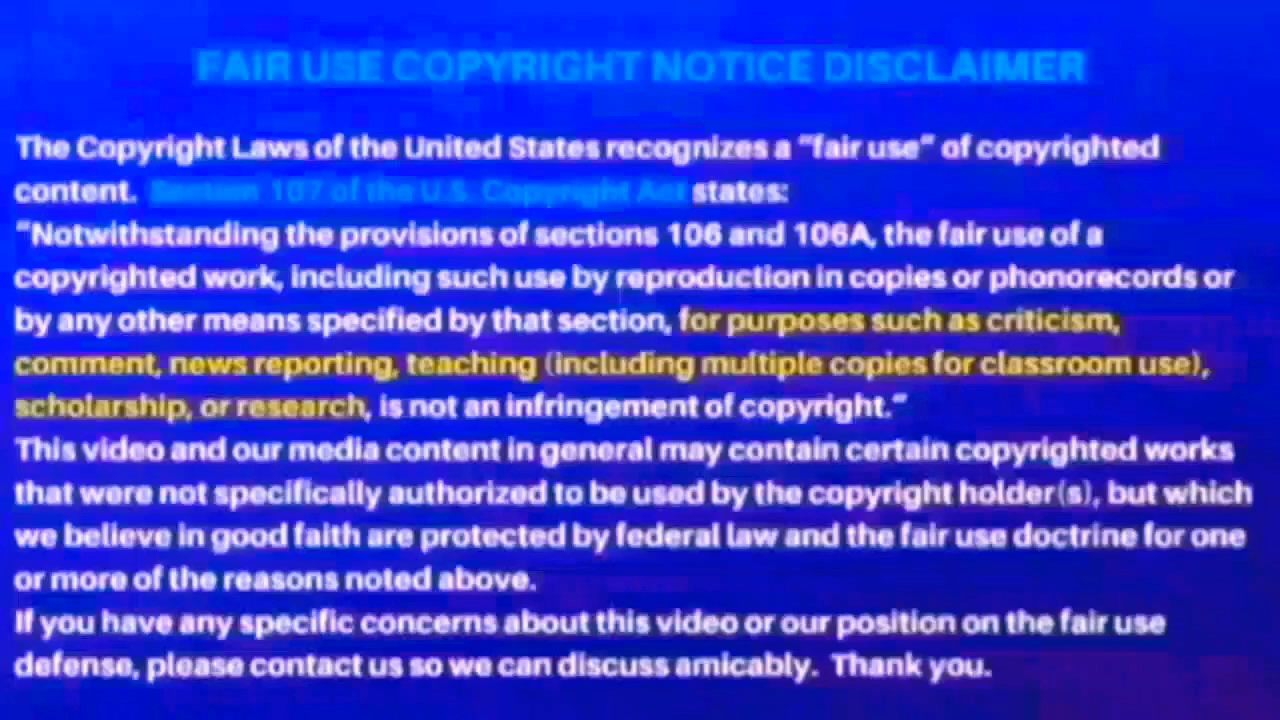 FAIR USE COPYRIGHT NOTICE DISCLAIMER
The Copyright Laws of the United States recognizes a “fair use” of copyrighted
content. Section 107 of the U.S. Copyright Act states:
“Notwithstanding the provisions of sections 106 and 106A, the fair use of a
copyrighted work, including such use by reproduction in copies or phonorecords or
by any other means specified by that section, for purposes such as criticism,
comment, news reporting, teaching (including multiple copies for classroom use),
scholarship, or research, is not an infringement of copyright.”
This video and our media content in general may contain certain copyrighted works
that were not specifically authorized to be used by the copyright holder(s), but which
we believe in good faith are protected by federal law and the fair use doctrine for one
or more of the reasons noted above.
If you have any specific concerns about this video or our position on the fair use
defense, please contact us so we can discuss amicably. Thank you.